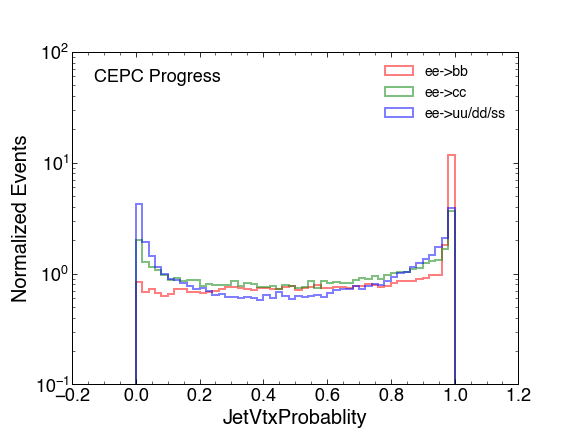 CEPC Progress
ee->bb
ee->cc
ee->uu/dd/ss
Normalized Events
10²
10¹
10⁰
10⁻¹
−0.2 0.0 0.2 0.4 0.6 0.8 1.0 1.2
JetVtxProbablity